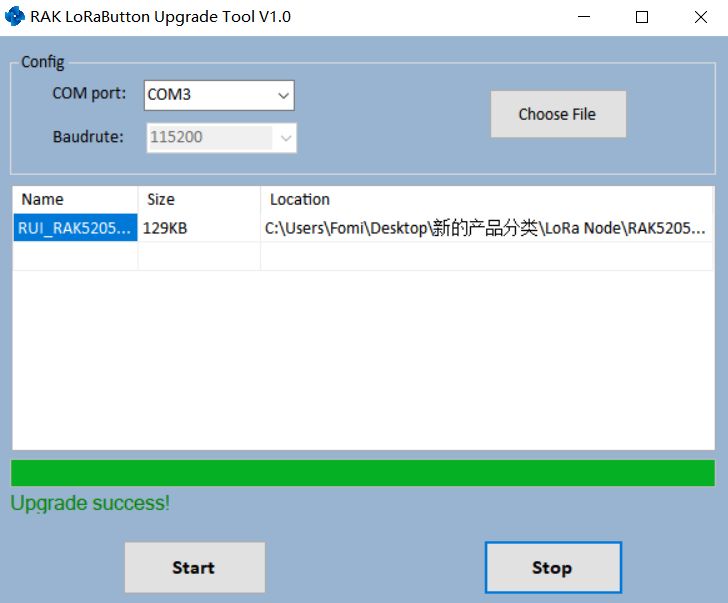 RAK LoRaButton Upgrade Tool V1.0
Config
COM port: COM3
Choose File
Baudrute: 115200
Name Size Location
RUI_RAK5205... 129KB C:\Users\Fomi\Desktop\新的产品分类\LoRa Node\RAK5205...
Upgrade success!
Start Stop